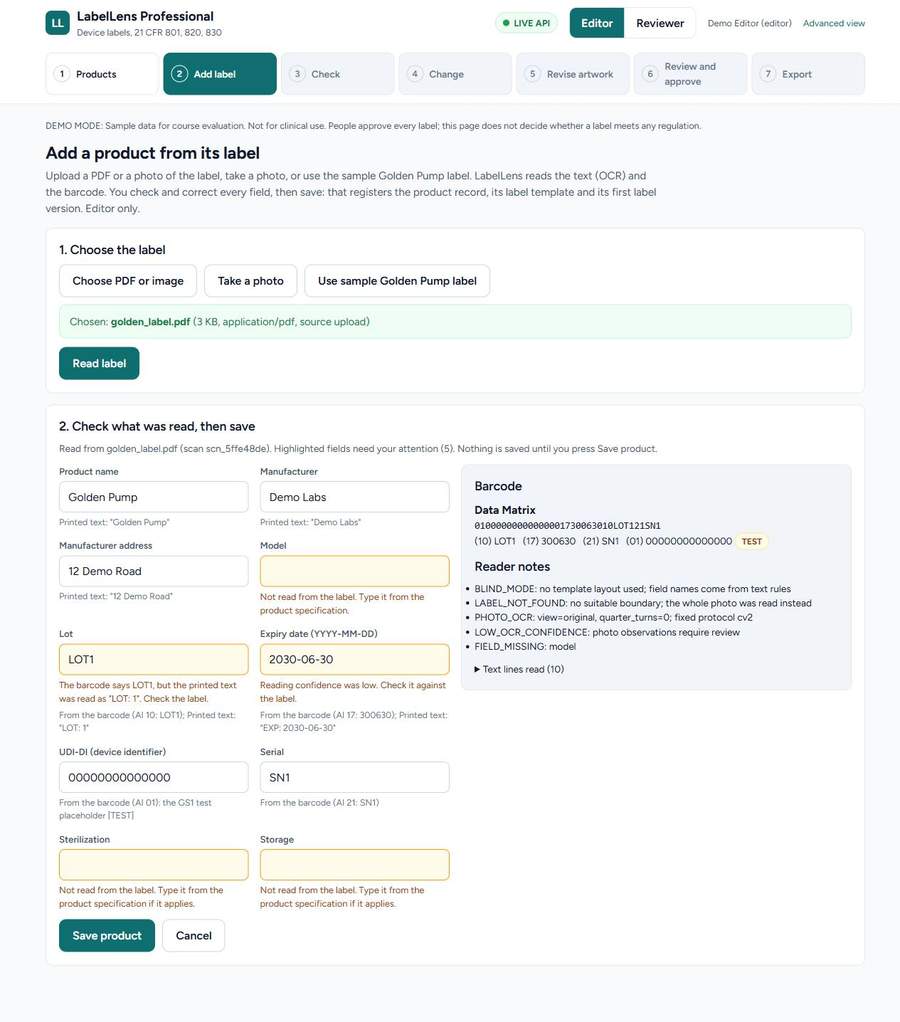 LL
LabelLens Professional
Device labels, 21 CFR 801, 820, 830
LIVE API
Editor
Reviewer
Demo Editor (editor)
Advanced view
1 Products
2 Add label
3 Check
4 Change
5 Revise artwork
6 Review and
approve
7 Export
DEMO MODE: Sample data for course evaluation. Not for clinical use. People approve every label; this page does not decide whether a label meets any regulation.
Add a product from its label
Upload a PDF or a photo of the label, take a photo, or use the sample Golden Pump label. LabelLens reads the text (OCR) and
the barcode. You check and correct every field, then save: that registers the product record, its label template and its first label
version. Editor only.
1. Choose the label
Choose PDF or image
Take a photo
Use sample Golden Pump label
Chosen: golden_label.pdf (3 KB, application/pdf, source upload)
Read label
2. Check what was read, then save
Read from golden_label.pdf (scan scn_5ffe48de). Highlighted fields need your attention (5). Nothing is saved until you press Save product.
Product name
Golden Pump
Printed text: "Golden Pump"
Manufacturer
Demo Labs
Printed text: "Demo Labs"
Manufacturer address
12 Demo Road
Printed text: "12 Demo Road"
Model
Not read from the label. Type it from the
product specification.
Lot
LOT1
The barcode says LOT1, but the printed text
was read as "LOT: 1". Check the label.
From the barcode (AI 10: LOT1); Printed text:
"LOT: 1"
Expiry date (YYYY-MM-DD)
2030-06-30
Reading confidence was low. Check it against
the label.
From the barcode (AI 17: 300630); Printed text:
"EXP: 2030-06-30"
UDI-DI (device identifier)
00000000000000
From the barcode (AI 01): the GS1 test
placeholder [TEST]
Serial
SN1
From the barcode (AI 21: SN1)
Sterilization
Not read from the label. Type it from the
product specification if it applies.
Storage
Not read from the label. Type it from the
product specification if it applies.
Save product
Cancel
Barcode
Data Matrix
01000000000000001730063010LOT121SN1
(10) LOT1 (17) 300630 (21) SN1 (01) 00000000000000 TEST
Reader notes
• BLIND_MODE: no template layout used; field names come from text rules
• LABEL_NOT_FOUND: no suitable boundary; the whole photo was read instead
• PHOTO_OCR: view=original, quarter_turns=0; fixed protocol cv2
• LOW_OCR_CONFIDENCE: photo observations require review
• FIELD_MISSING: model
▶ Text lines read (10)